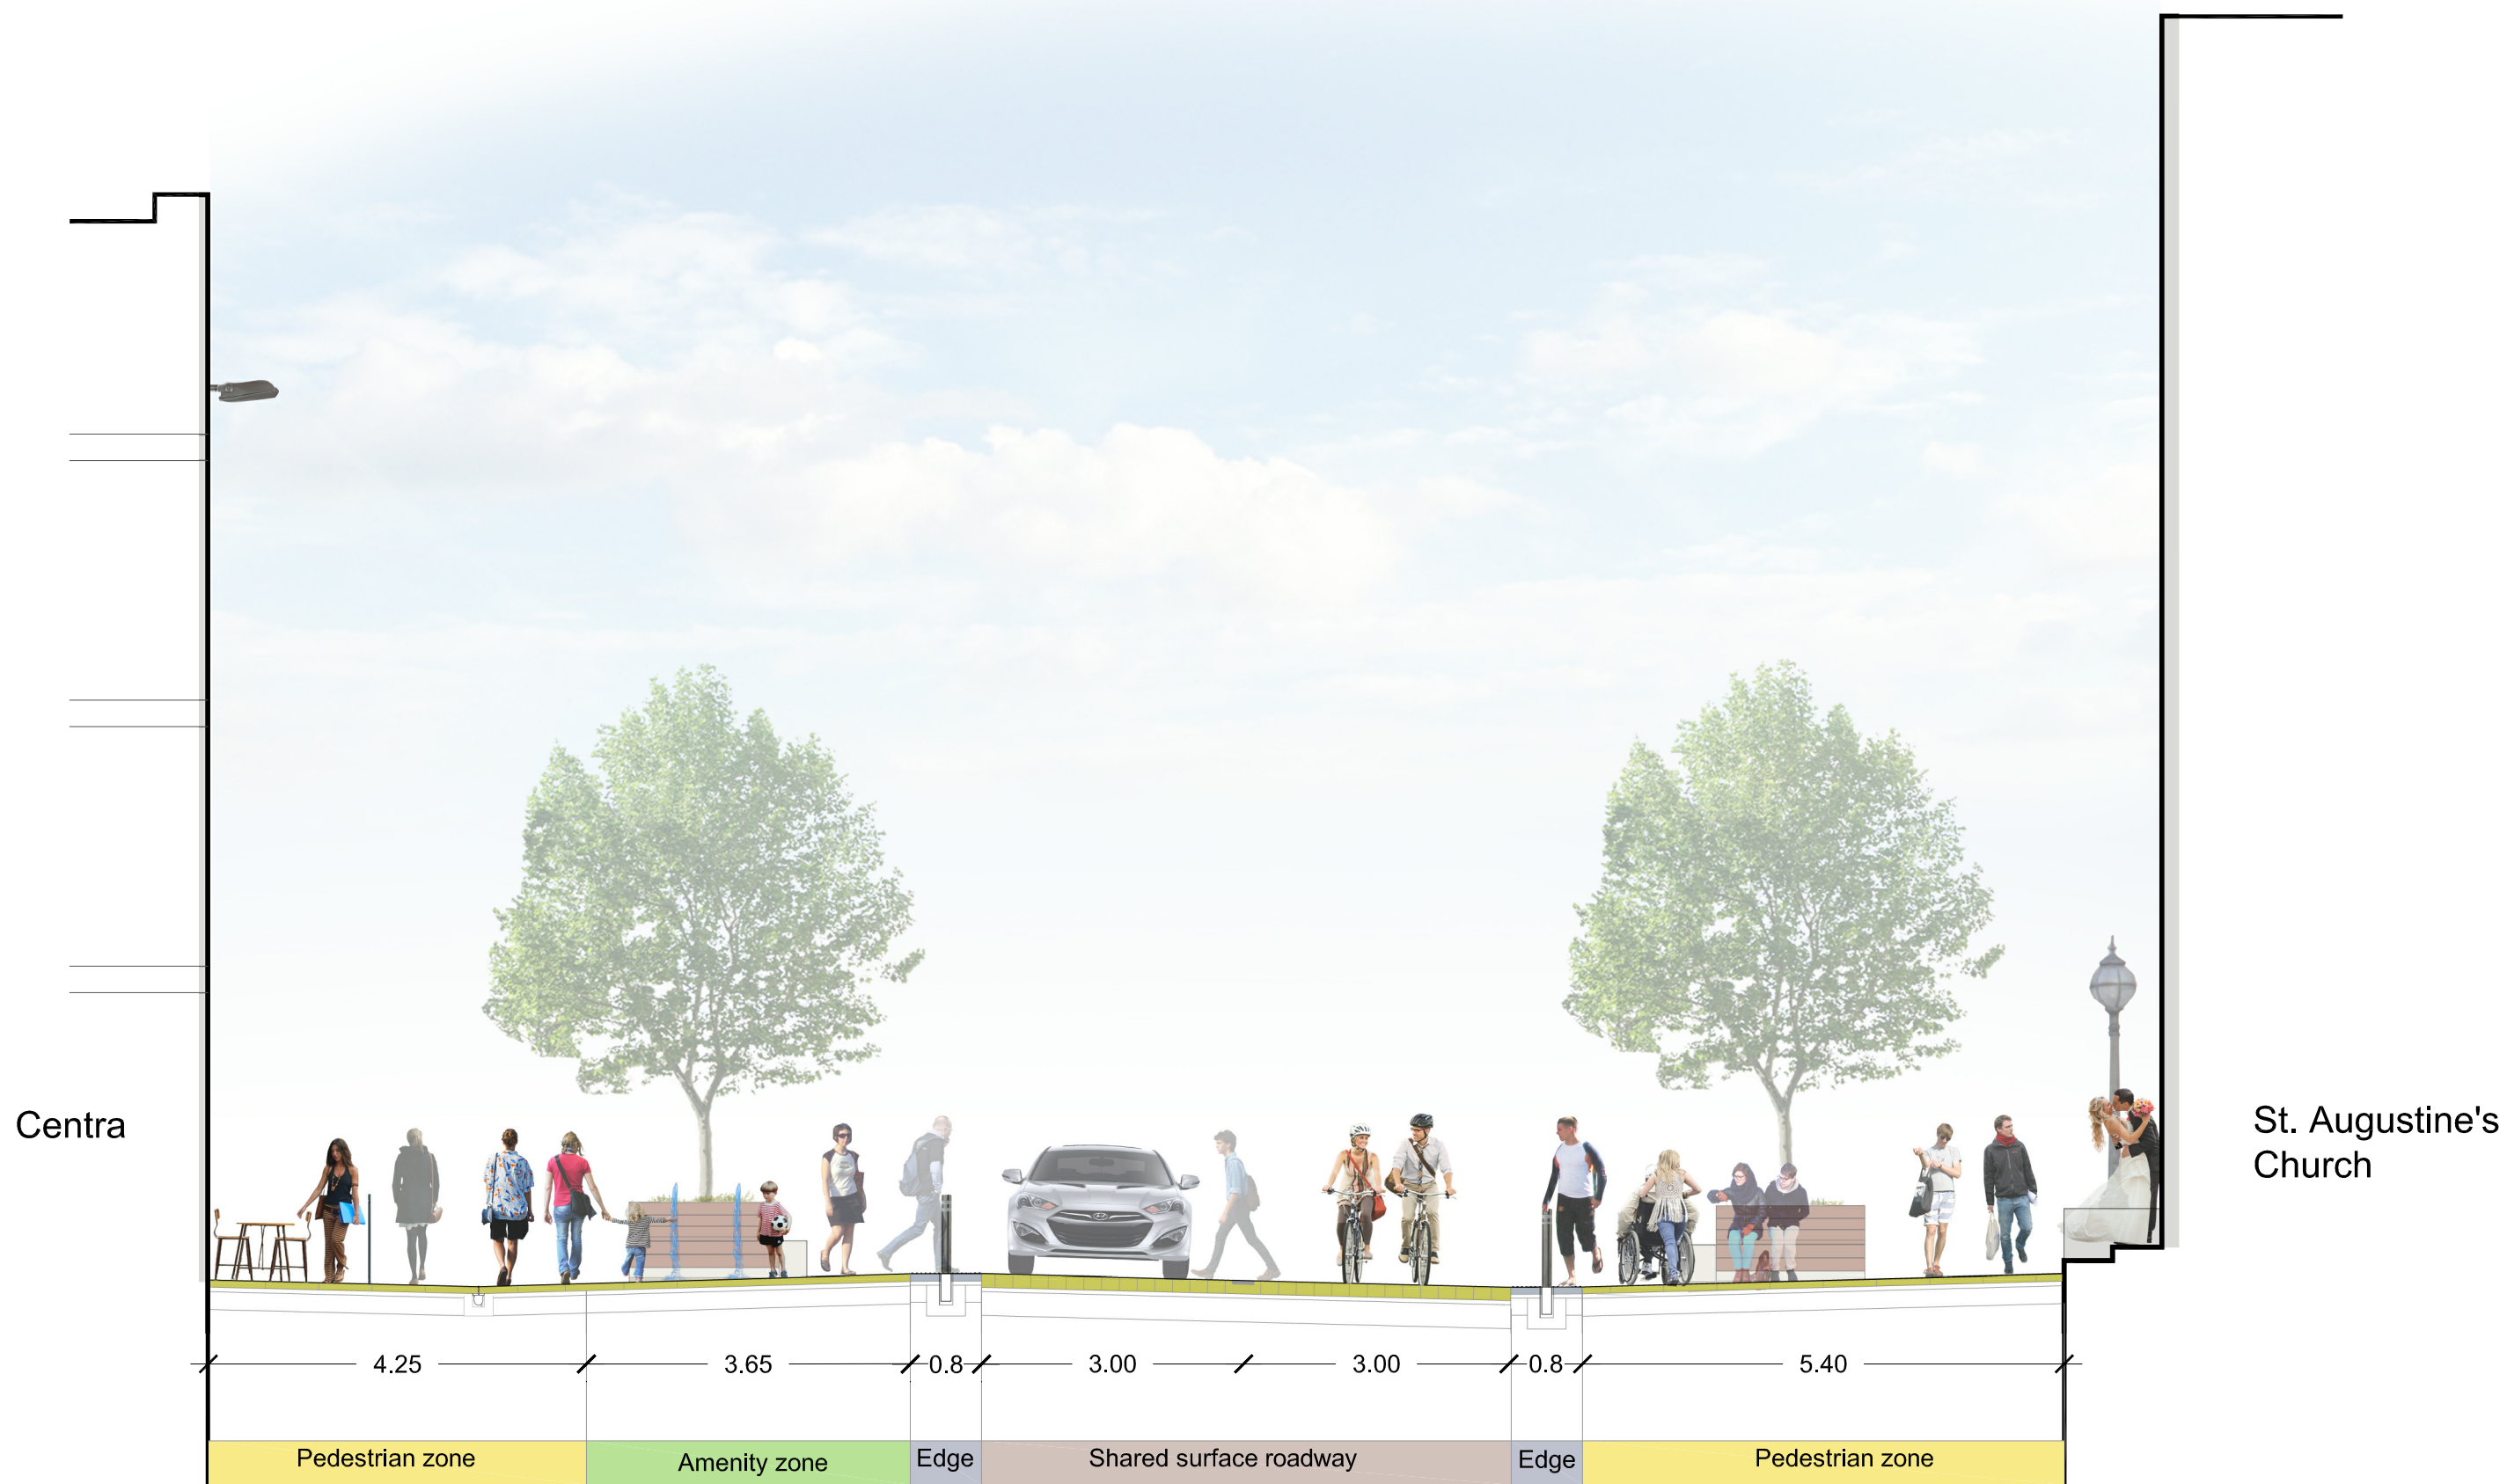 Centra
St. Augustine's
Church
4.25 3.65 0.8 3.00 3.00 0.8 5.40
Pedestrian zone Amenity zone Edge Shared surface roadway Edge Pedestrian zone